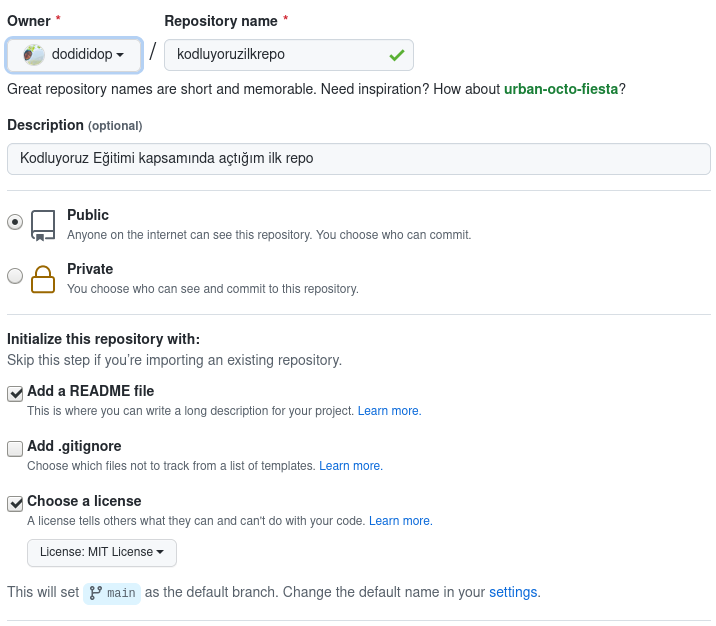 Owner * Repository name *
dodididop / kodluyoruzilkrepo
Great repository names are short and memorable. Need inspiration? How about urban-octo-fiesta?
Description (optional)
Kodluyoruz Eğitimi kapsamında açtığım ilk repo
Public
Anyone on the internet can see this repository. You choose who can commit.
Private
You choose who can see and commit to this repository.
Initialize this repository with:
Skip this step if you're importing an existing repository.
Add a README file
This is where you can write a long description for your project. Learn more.
Add .gitignore
Choose which files not to track from a list of templates. Learn more.
Choose a license
A license tells others what they can and can't do with your code. Learn more.
License: MIT License
This will set main as the default branch. Change the default name in your settings.